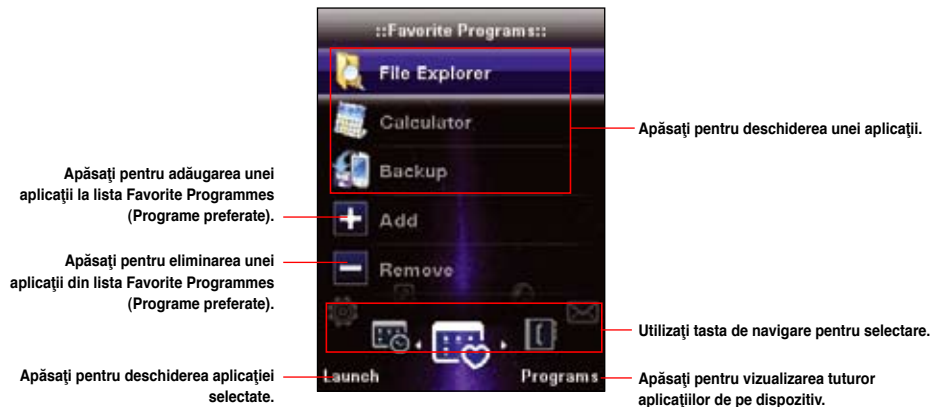 ::Favorite Programs::
File Explorer
Calculator
Backup
Add
Remove
Launch
Programs
Apăsaţi pentru deschiderea unei aplicaţii.
Apăsaţi pentru adăugarea unei
aplicaţii la lista Favorite Programmes
(Programe preferate).
Apăsaţi pentru eliminarea unei
aplicaţii din lista Favorite Programmes
(Programe preferate).
Utilizaţi tasta de navigare pentru selectare.
Apăsaţi pentru deschiderea aplicaţiei
selectate.
Apăsaţi pentru vizualizarea tuturor
aplicaţiilor de pe dispozitiv.